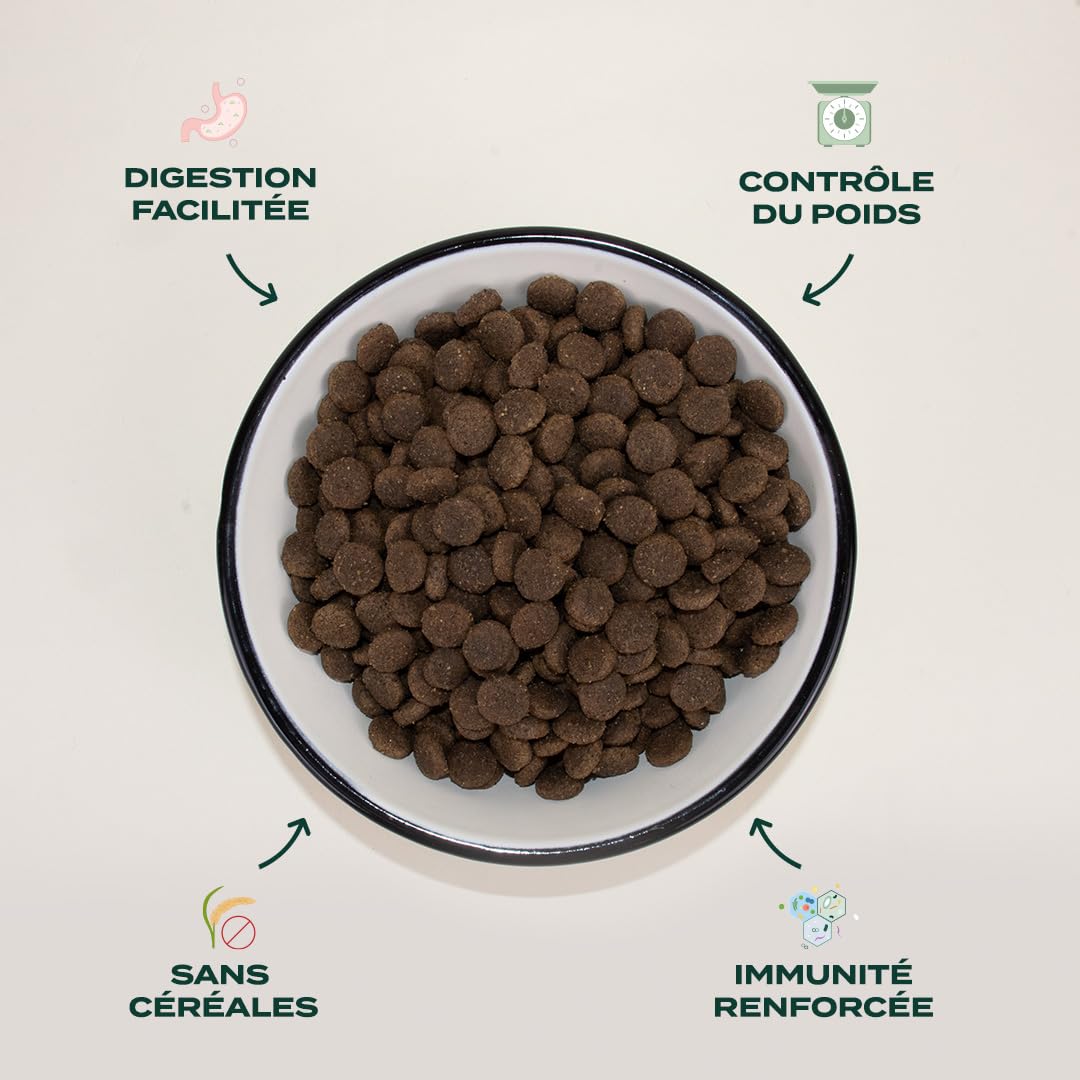 DIGESTION
FACILITÉE
CONTRÔLE
DU POIDS
SANS
CÉRÉALES
IMMUNITÉ
RENFORCÉE